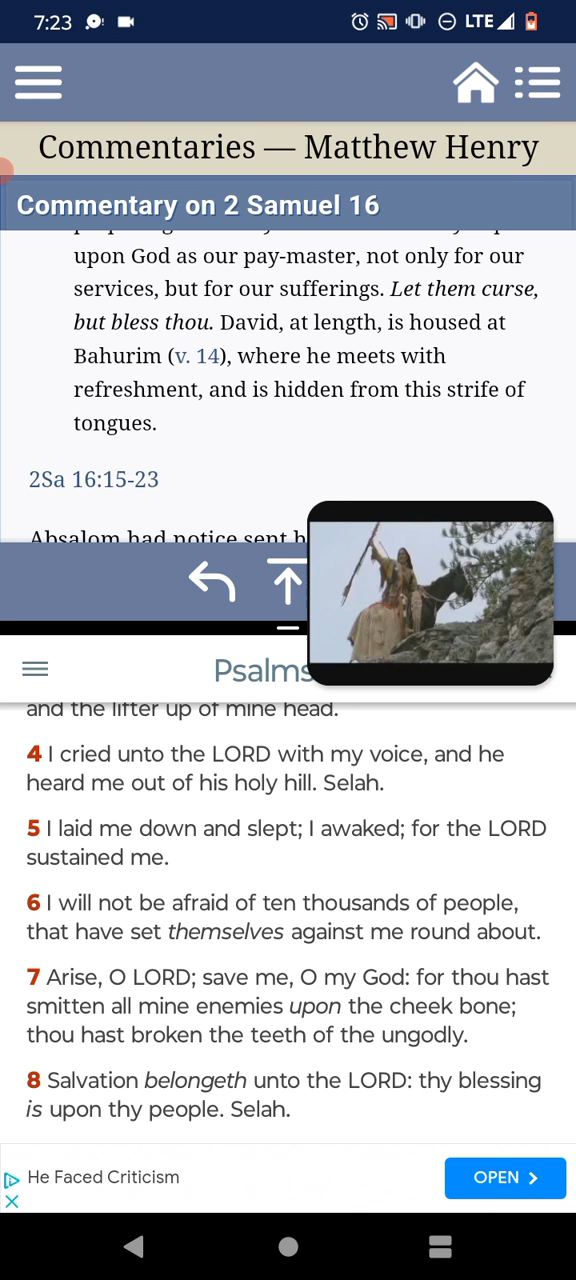 7:23
LTE
Commentaries — Matthew Henry
Commentary on 2 Samuel 16
upon God as our pay-master, not only for our
services, but for our sufferings. Let them curse,
but bless thou. David, at length, is housed at
Bahurim (v. 14), where he meets with
refreshment, and is hidden from this strife of
tongues.
2Sa 16:15-23
Absalom had notice sent
Psalms
and the lifter up of mine head.
4 I cried unto the LORD with my voice, and he
heard me out of his holy hill. Selah.
5 I laid me down and slept; I awaked; for the LORD
sustained me.
6 I will not be afraid of ten thousands of people,
that have set themselves against me round about.
7 Arise, O LORD; save me, O my God: for thou hast
smitten all mine enemies upon the cheek bone;
thou hast broken the teeth of the ungodly.
8 Salvation belongeth unto the LORD: thy blessing
is upon thy people. Selah.
He Faced Criticism
OPEN